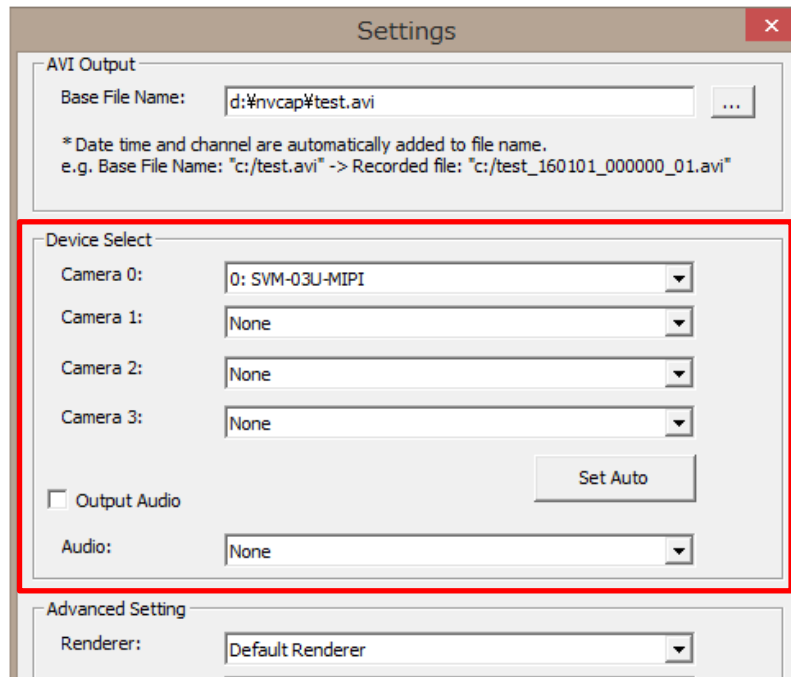 Settings
AVI Output
Base File Name: d:¥nvcap¥test.avi ...
* Date time and channel are automatically added to file name.
e.g. Base File Name: "c:/test.avi" -> Recorded file: "c:/test_160101_000000_01.avi"
Device Select
Camera 0: 0: SVM-03U-MIPI
Camera 1: None
Camera 2: None
Camera 3: None
Set Auto
Output Audio
Audio: None
Advanced Setting
Renderer: Default Renderer